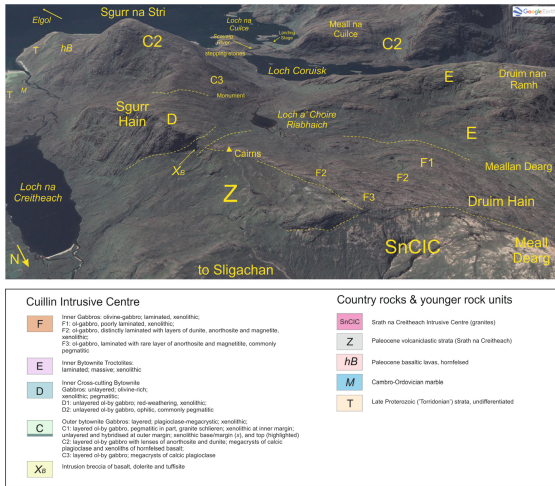 Elgol
Sgurr na Stri
Loch na
Cuilce
Meall na
Cuilce
GoogleEarth
Landing
Stage
Scavaig
River
stepping stones
T
hB
C2
C2
Loch Coruisk
E
Druim nan
Ramh
C3
Monument
T
M
Sgurr
Hain
D
Loch a' Choire
Riabhaich
E
XB
Cairns
F1
F2
F2
Meallan Dearg
Loch na
Creitheach
Z
F3
Druim Hain
N
SnCIC
Meall
Dearg
to Sligachan
Cuillin Intrusive Centre
F
Inner Gabbros: olivine-gabbro; laminated, xenolithic;
F1: ol-gabbro, poorly laminated, xenolithic;
F2: ol-gabbro, distinctly laminated with layers of dunite, anorthosite and magnetite,
xenolithic;
F3: ol-gabbro, laminated with rare layer of anorthosite and magnetitite, commonly
pegmatitic
E
Inner Bytownite Troctolites:
laminated; massive; xenolithic
D
Inner Cross-cutting Bytownite
Gabbros: unlayered; olivine-rich;
xenolithic; pegmatitic;
D1: unlayered ol-by gabbro, red-weathering, xenolithic;
D2: unlayered ol-by gabbro, ophitic, commonly pegmatitic
C
Outer bytownite Gabbros: layered; plagioclase-megacrystic; xenolithic;
C1: layered ol-by gabbro, pegmatitic in part, granite schlieren; xenolithic at inner margin;
unlayered and hybridised at outer margin; xenolithic base/margin (x), and top (highlighted)
C2: layered ol-by gabbro with lenses of anorthosite and dunite; megacrysts of calcic
plagioclase and xenoliths of hornfelsed basalt;
C3: layered ol-by gabbro; megacrysts of calcic plagioclase
XB
Intrusion breccia of basalt, dolerite and tuffisite
Country rocks & younger rock units
SnCIC
Srath na Creitheach Intrusive Centre (granites)
Z
Paleocene volcaniclastic strata (Srath na Creitheach)
hB
Paleocene basaltic lavas, hornfelsed
M
Cambro-Ordovician marble
T
Late Proterozoic ('Torridonian') strata, undifferentiated